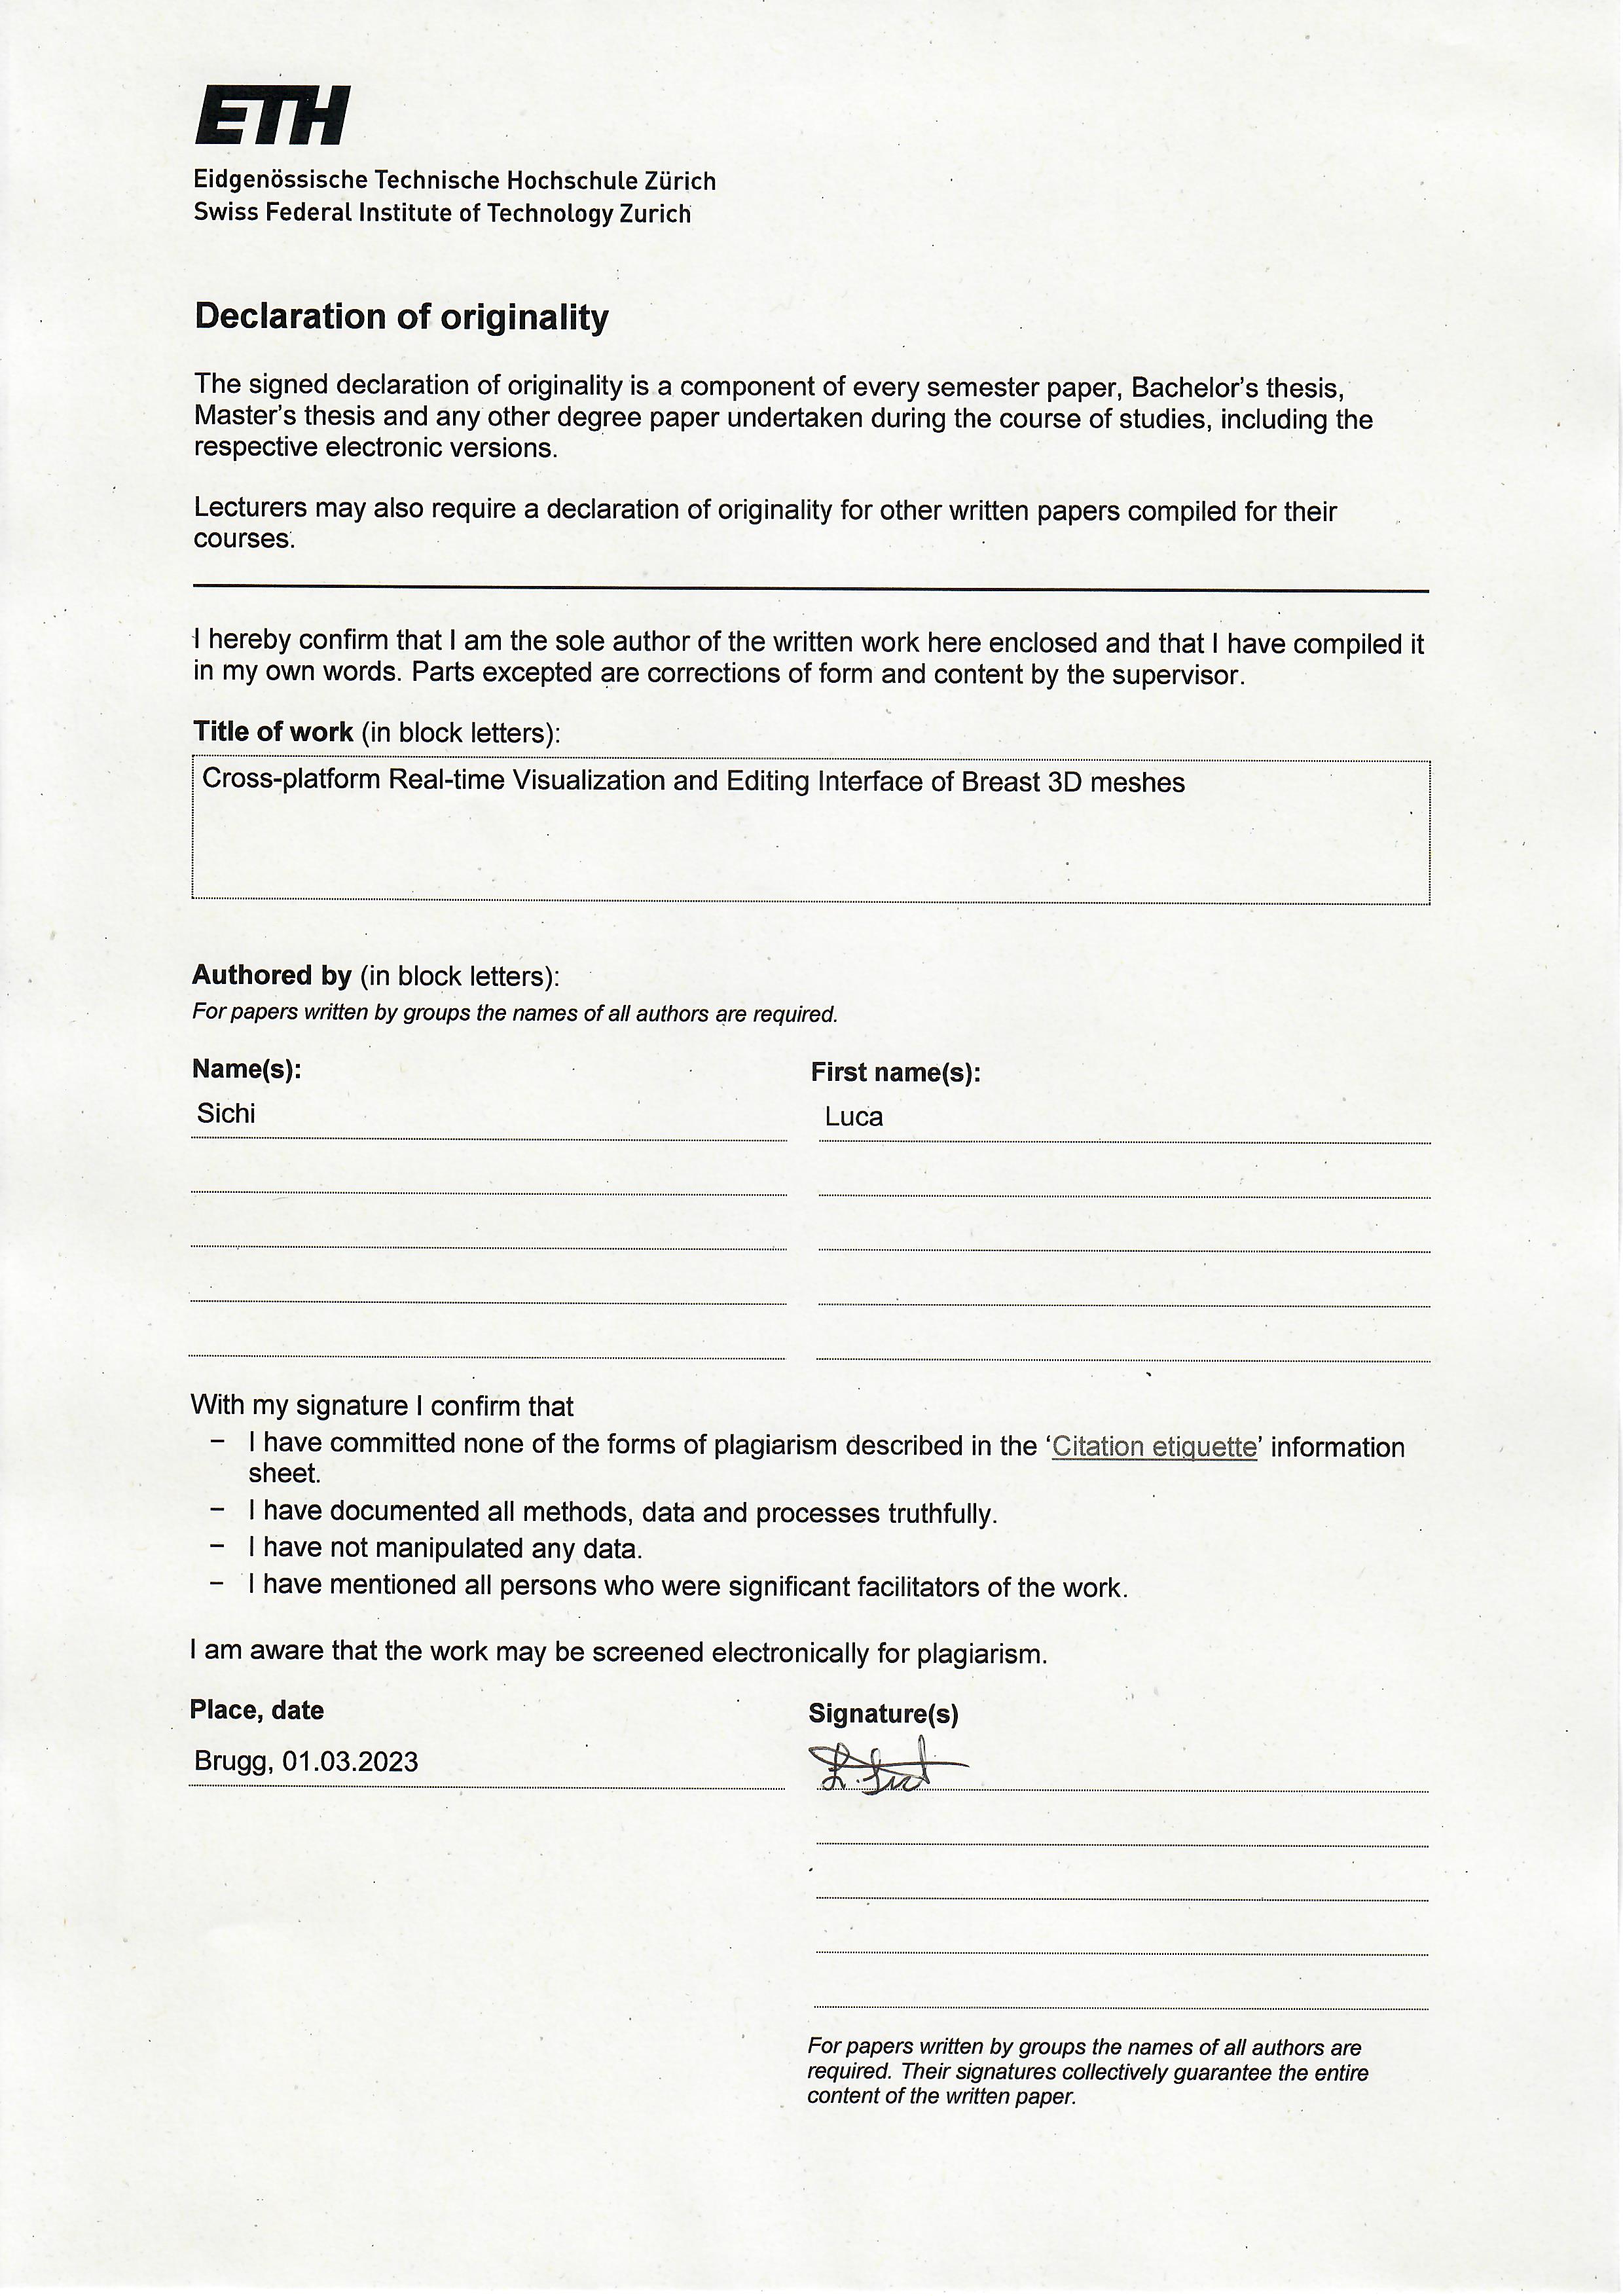 ETH
Eidgenössische Technische Hochschule Zürich
Swiss Federal Institute of Technology Zurich
Declaration of originality
The signed declaration of originality is a component of every semester paper, Bachelor's thesis,
Master's thesis and any other degree paper undertaken during the course of studies, including the
respective electronic versions.
Lecturers may also require a declaration of originality for other written papers compiled for their
courses.
I hereby confirm that I am the sole author of the written work here enclosed and that I have compiled it
in my own words. Parts excepted are corrections of form and content by the supervisor.
Title of work (in block letters):
Cross-platform Real-time Visualization and Editing Interface of Breast 3D meshes
Authored by (in block letters):
For papers written by groups the names of all authors are required.
Name(s): First name(s):
Sichi Luca
With my signature I confirm that
– I have committed none of the forms of plagiarism described in the ‘Citation etiquette’ information
sheet.
– I have documented all methods, data and processes truthfully.
– I have not manipulated any data.
– I have mentioned all persons who were significant facilitators of the work.
I am aware that the work may be screened electronically for plagiarism.
Place, date Signature(s)
Brugg, 01.03.2023
For papers written by groups the names of all authors are
required. Their signatures collectively guarantee the entire
content of the written paper.